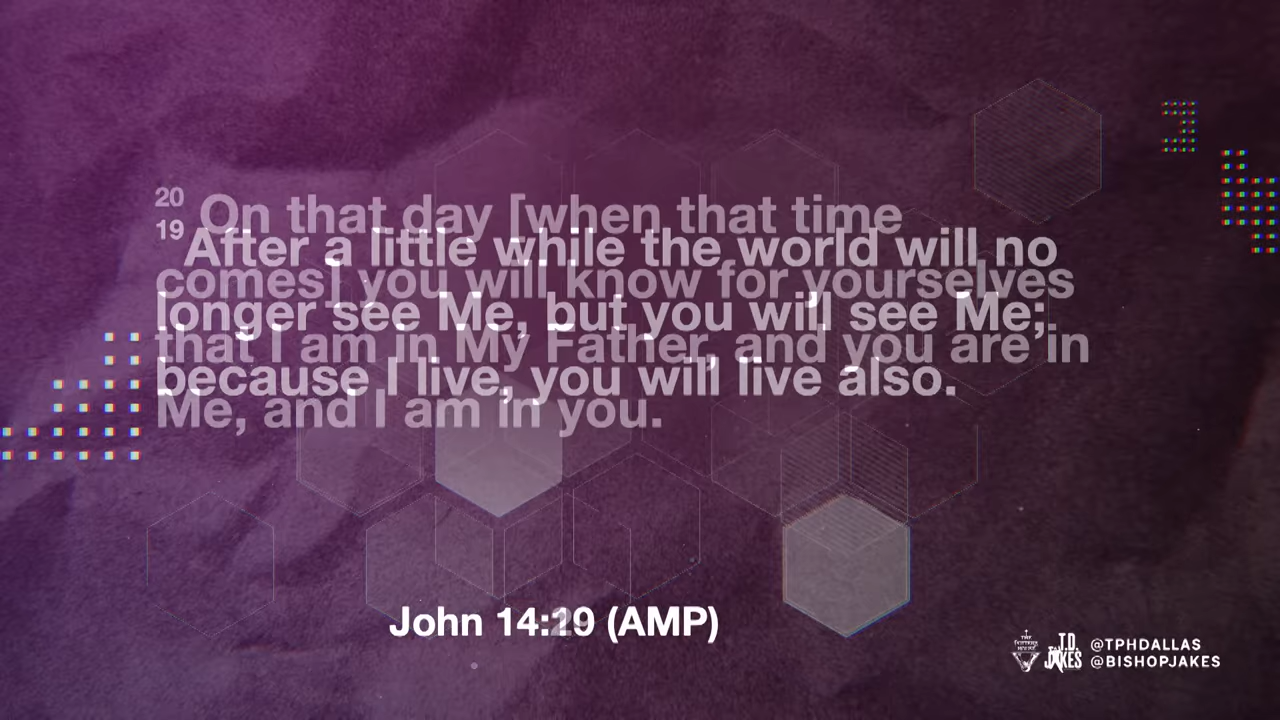 20 On that day [when that time
19 After a little while the world will no
comes] you will know for yourselves
longer see Me, but you will see Me;
that I am in My Father, and you are in
because I live, you will live also.
Me, and I am in you.
John 14:19 (AMP)
T.D. JAKES
@TPHDALLAS
@BISHOPJAKES